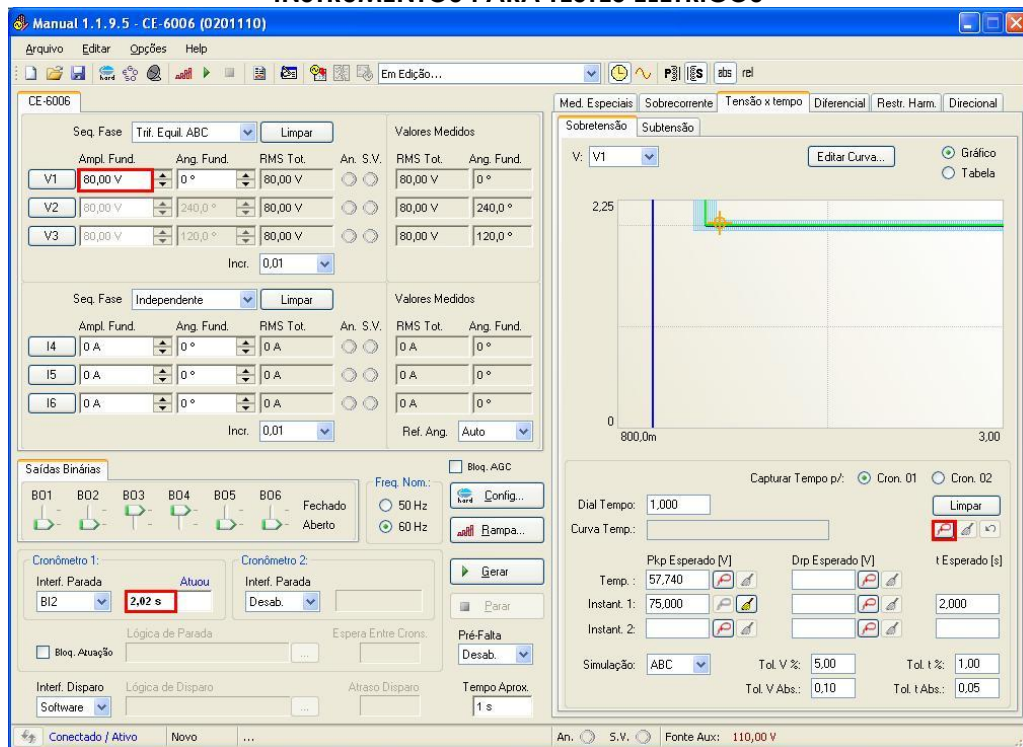 INSTRUMENTOS PARA TESTES ELÉTRICOS
Manual 1.1.9.5 - CE-6006 (0201110)
Arquivo Editar Opções Help
Em Edição... abs rel
CE-6006
Seq. Fase Trif. Equil. ABC Limpar Valores Medidos
Ampl. Fund. Ang. Fund. RMS Tot. An. S.V. RMS Tot. Ang. Fund.
V1 80,00 V 0 º 80,00 V 80,00 V 0 º
V2 80,00 V 240,0 º 80,00 V 80,00 V 240,0 º
V3 80,00 V 120,0 º 80,00 V 80,00 V 120,0 º
Incr. 0,01
Seq. Fase Independente Limpar Valores Medidos
Ampl. Fund. Ang. Fund. RMS Tot. An. S.V. RMS Tot. Ang. Fund.
I4 0 A 0 º 0 A 0 A 0 º
I5 0 A 0 º 0 A 0 A 0 º
I6 0 A 0 º 0 A 0 A 0 º
Incr. 0,01 Ref. Ang. Auto
Saídas Binárias
BO1 BO2 BO3 BO4 BO5 BO6
Fechado
Aberto
Freq. Nom.:
50 Hz
60 Hz
Bloq. AGC
Config...
Rampa...
Gerar
Parar
Cronômetro 1:
Interf. Parada Atuou
BI2 2,02 s
Cronômetro 2:
Interf. Parada
Desab.
Lógica de Parada Espera Entre Crons.
Bloq. Atuação ...
Pré-Falta
Desab.
Interf. Disparo Lógica de Disparo Atraso Disparo Tempo Aprox.
Software ... 1 s
Med. Especiais Sobrecorrente Tensão x tempo Diferencial Restr. Harm. Direcional
Sobretensão Subtensão
V: V1 Editar Curva... Gráfico
Tabela
2,25
0
800,0m 3,00
Capturar Tempo p/: Cron. 01 Cron. 02
Dial Tempo: 1,000 Limpar
Curva Temp.:
Pkp Esperado [V] Drp Esperado [V] t Esperado [s]
Temp. : 57,740
Instant. 1: 75,000 2,000
Instant. 2:
Simulação: ABC Tol. V %: 5,00 Tol. t %: 1,00
Tol. V Abs.: 0,10 Tol. t Abs.: 0,05
Conectado / Ativo Novo ... An. S.V. Fonte Aux: 110,00 V